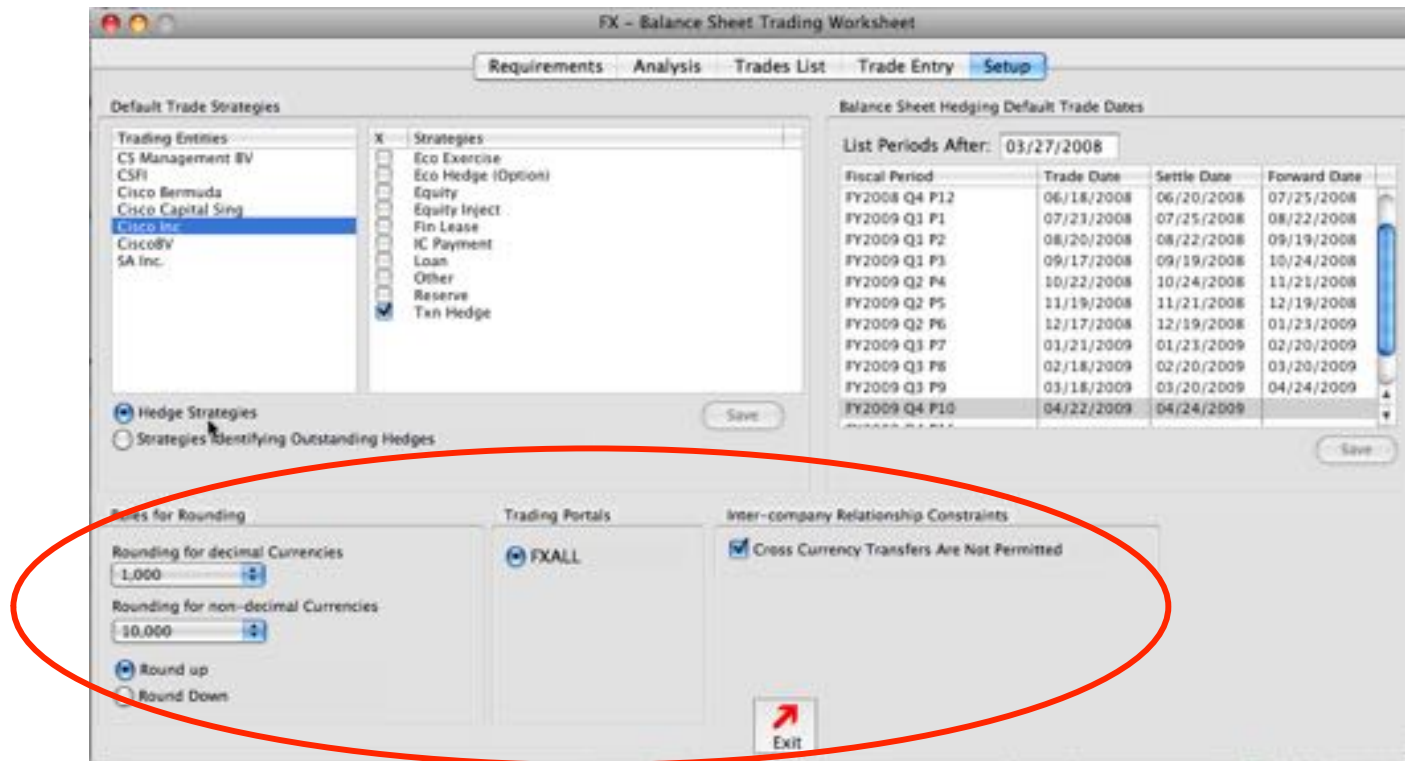 FX – Balance Sheet Trading Worksheet
Requirements Analysis Trades List Trade Entry Setup
Default Trade Strategies
Trading Entities
CS Management BV
CSFI
Cisco Bermuda
Cisco Capital Sing
Cisco Inc
CiscoBV
SA Inc.
X Strategies
Eco Exercise
Eco Hedge (Option)
Equity
Equity Inject
Fin Lease
IC Payment
Loan
Other
Reserve
Txn Hedge
Hedge Strategies
Strategies Identifying Outstanding Hedges
Save
Balance Sheet Hedging Default Trade Dates
List Periods After: 03/27/2008
Fiscal Period Trade Date Settle Date Forward Date
FY2008 Q4 P12 06/18/2008 06/20/2008 07/25/2008
FY2009 Q1 P1 07/23/2008 07/25/2008 08/22/2008
FY2009 Q1 P2 08/20/2008 08/22/2008 09/19/2008
FY2009 Q1 P3 09/17/2008 09/19/2008 10/24/2008
FY2009 Q2 P4 10/22/2008 10/24/2008 11/21/2008
FY2009 Q2 P5 11/19/2008 11/21/2008 12/19/2008
FY2009 Q2 P6 12/17/2008 12/19/2008 01/23/2009
FY2009 Q3 P7 01/21/2009 01/23/2009 02/20/2009
FY2009 Q3 P8 02/18/2009 02/20/2009 03/20/2009
FY2009 Q3 P9 03/18/2009 03/20/2009 04/24/2009
FY2009 Q4 P10 04/22/2009 04/24/2009
Save
Rules for Rounding
Rounding for decimal Currencies
1,000
Rounding for non-decimal Currencies
10,000
Round up
Round Down
Trading Portals
FXALL
Inter-company Relationship Constraints
Cross Currency Transfers Are Not Permitted
Exit